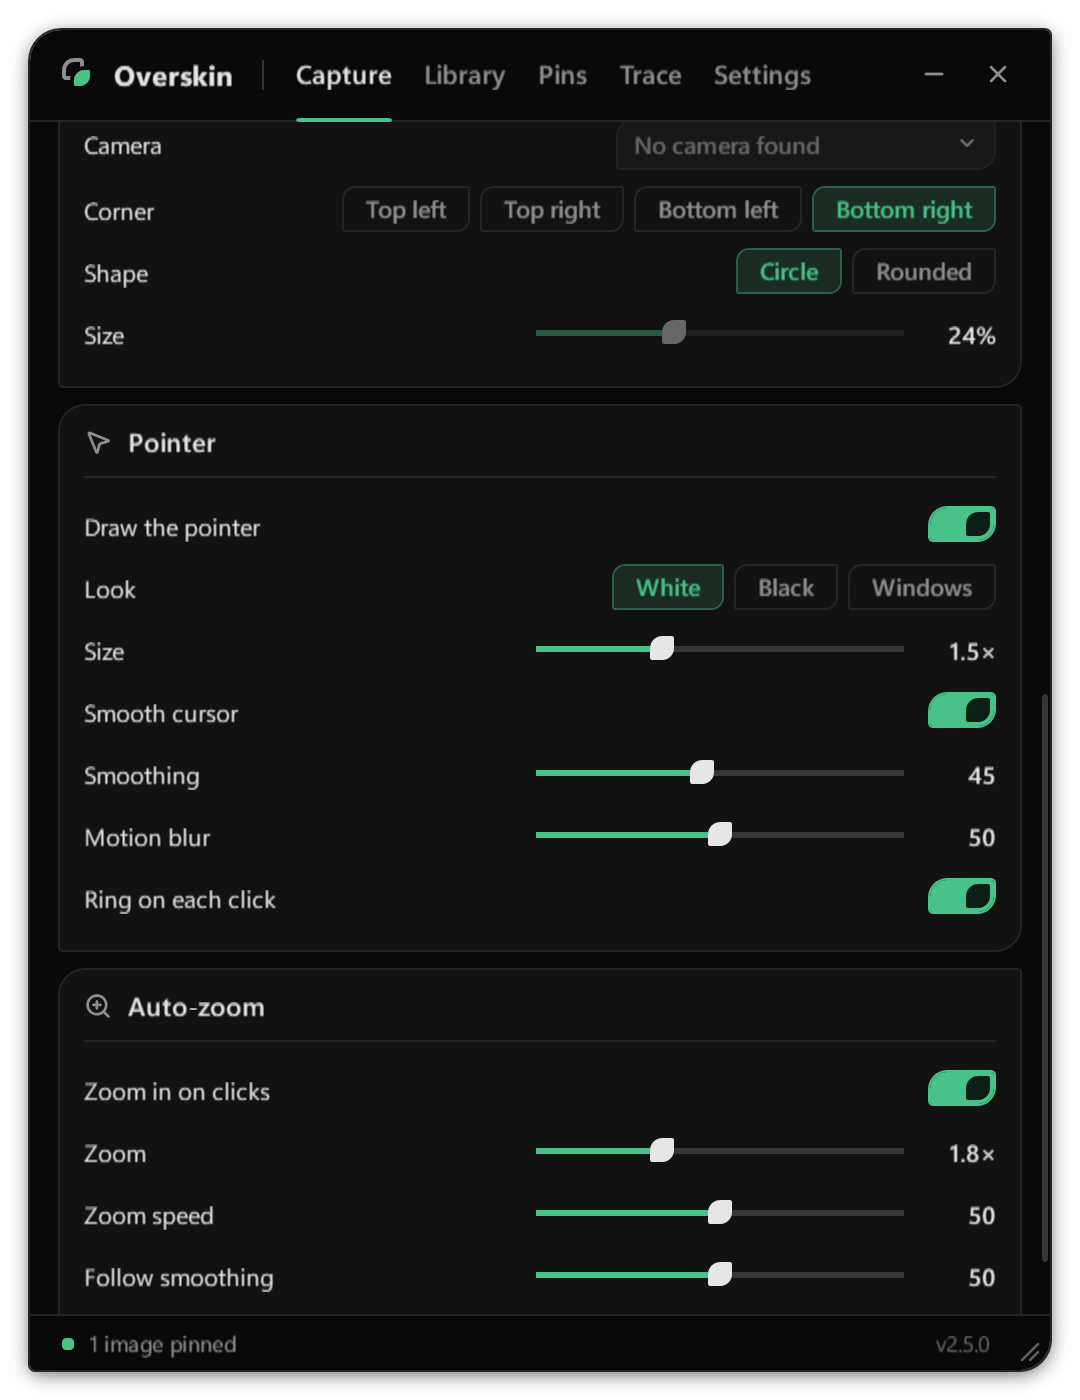 Overskin
Capture
Library
Pins
Trace
Settings
Camera
No camera found
Corner
Top left
Top right
Bottom left
Bottom right
Shape
Circle
Rounded
Size
24%
Pointer
Draw the pointer
Look
White
Black
Windows
Size
1.5×
Smooth cursor
Smoothing
45
Motion blur
50
Ring on each click
Auto-zoom
Zoom in on clicks
Zoom
1.8×
Zoom speed
50
Follow smoothing
50
1 image pinned
v2.5.0